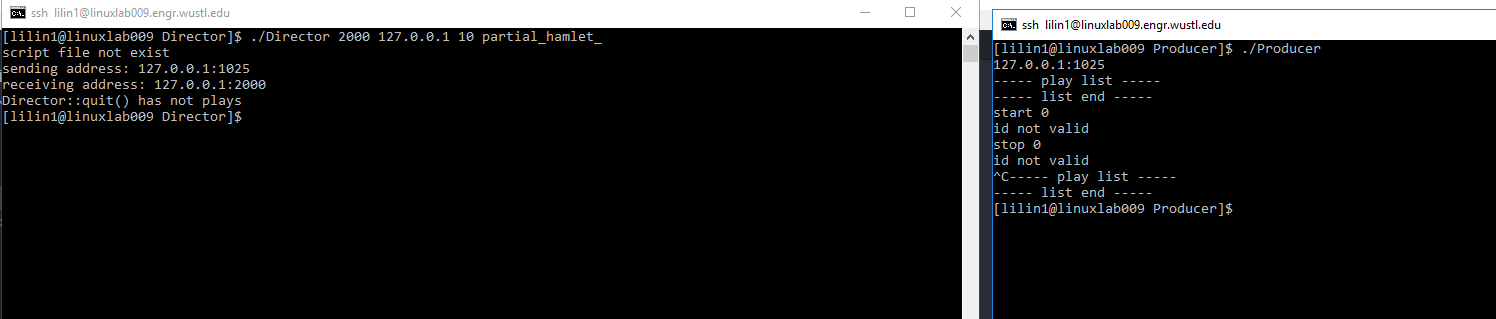 ssh lilin1@linuxlab009.engr.wustl.edu
[lilin1@linuxlab009 Director]$ ./Director 2000 127.0.0.1 10 partial_hamlet_
script file not exist
sending address: 127.0.0.1:1025
receiving address: 127.0.0.1:2000
Director::quit() has not plays
[lilin1@linuxlab009 Director]$
ssh lilin1@linuxlab009.engr.wustl.edu
[lilin1@linuxlab009 Producer]$ ./Producer
127.0.0.1:1025
----- play list -----
----- list end -----
start 0
id not valid
stop 0
id not valid
^C----- play list -----
----- list end -----
[lilin1@linuxlab009 Producer]$